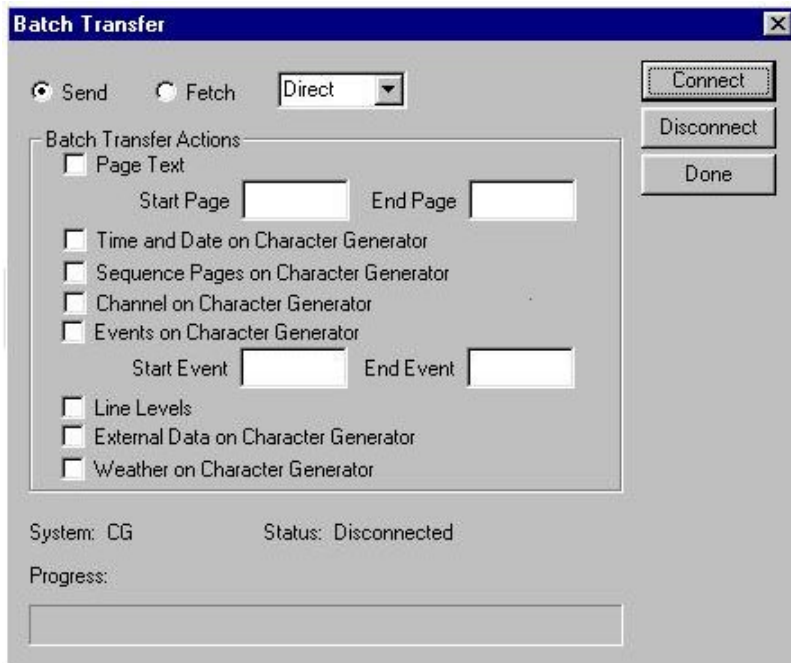 Batch Transfer
Send Fetch Direct Connect
Disconnect
Batch Transfer Actions
Page Text Done
Start Page End Page
Time and Date on Character Generator
Sequence Pages on Character Generator
Channel on Character Generator
Events on Character Generator
Start Event End Event
Line Levels
External Data on Character Generator
Weather on Character Generator
System: CG Status: Disconnected
Progress: